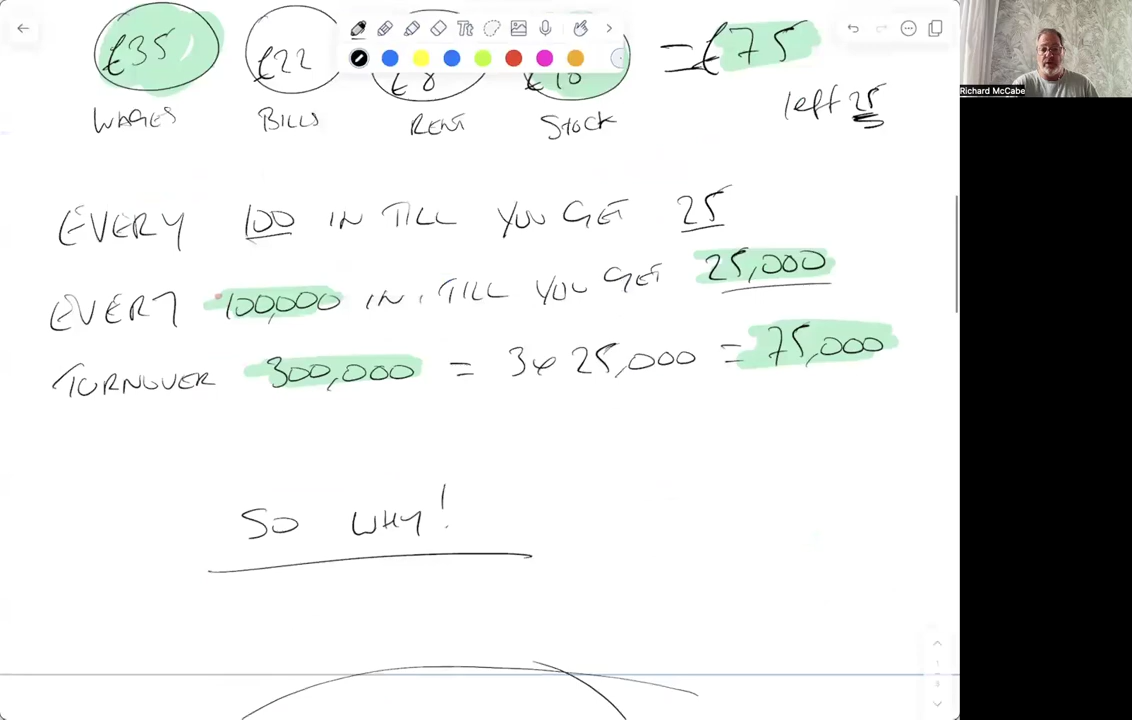 £35 £22 £8 £10 = £75
WAGES BILLS RENT STOCK left 25
EVERY 100 IN TILL YOU GET 25
EVERY 100,000 IN TILL YOU GET 25,000
TURNOVER 300,000 = 3x 25,000 = 75,000
SO WHY!
Richard McCabe